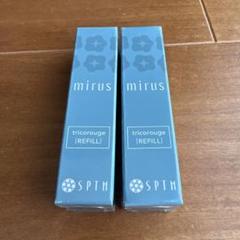 mirus
tricorouge
[REFILL]
SPTM
mirus
tricorouge
[REFILL]
SPTM